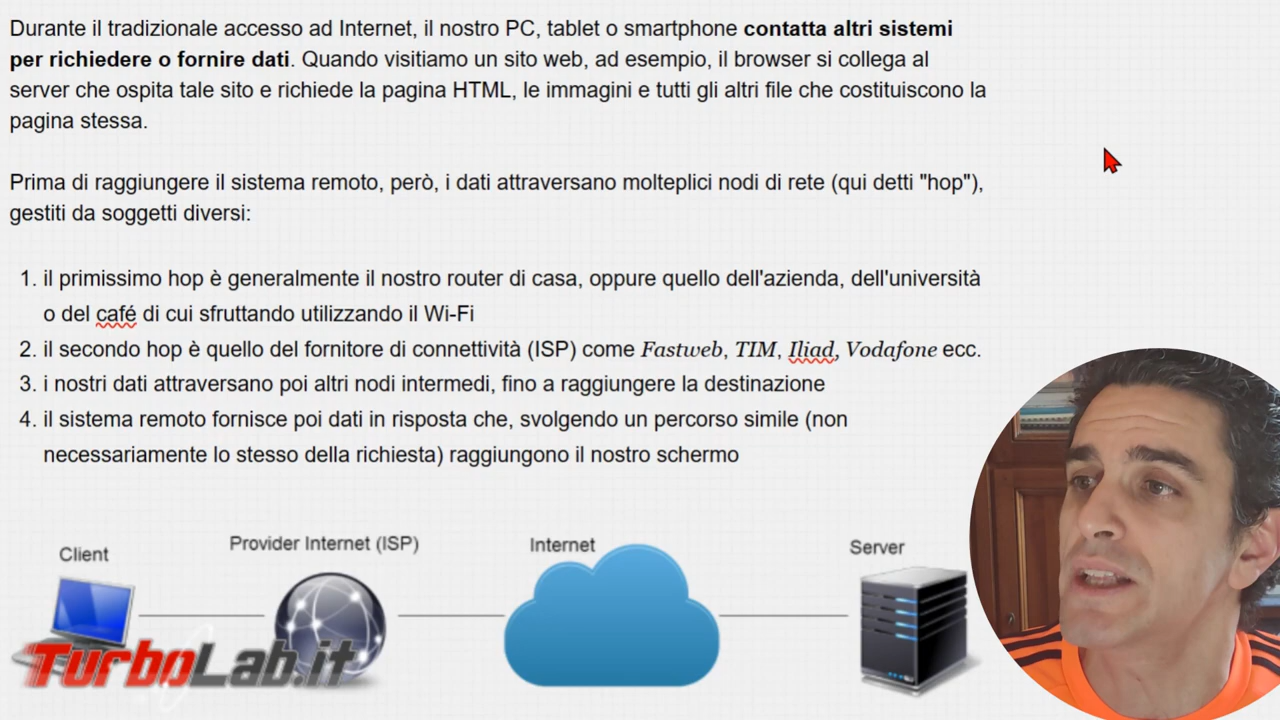 Durante il tradizionale accesso ad Internet, il nostro PC, tablet o smartphone contatta altri sistemi
per richiedere o fornire dati. Quando visitiamo un sito web, ad esempio, il browser si collega al
server che ospita tale sito e richiede la pagina HTML, le immagini e tutti gli altri file che costituiscono la
pagina stessa.
Prima di raggiungere il sistema remoto, però, i dati attraversano molteplici nodi di rete (qui detti "hop"),
gestiti da soggetti diversi:
1. il primissimo hop è generalmente il nostro router di casa, oppure quello dell'azienda, dell'università
o del café di cui sfruttando utilizzando il Wi-Fi
2. il secondo hop è quello del fornitore di connettività (ISP) come Fastweb, TIM, Iliad, Vodafone ecc.
3. i nostri dati attraversano poi altri nodi intermedi, fino a raggiungere la destinazione
4. il sistema remoto fornisce poi dati in risposta che, svolgendo un percorso simile (non
necessariamente lo stesso della richiesta) raggiungono il nostro schermo
Client
Provider Internet (ISP)
Internet
Server
TurboLab.it